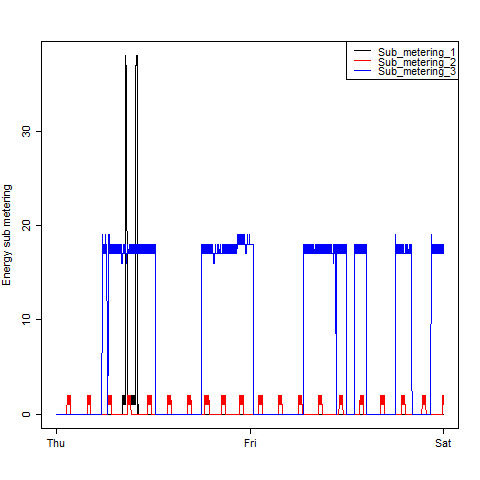 Sub_metering_1
Sub_metering_2
Sub_metering_3
Energy sub metering
30
20
10
0
Thu
Fri
Sat